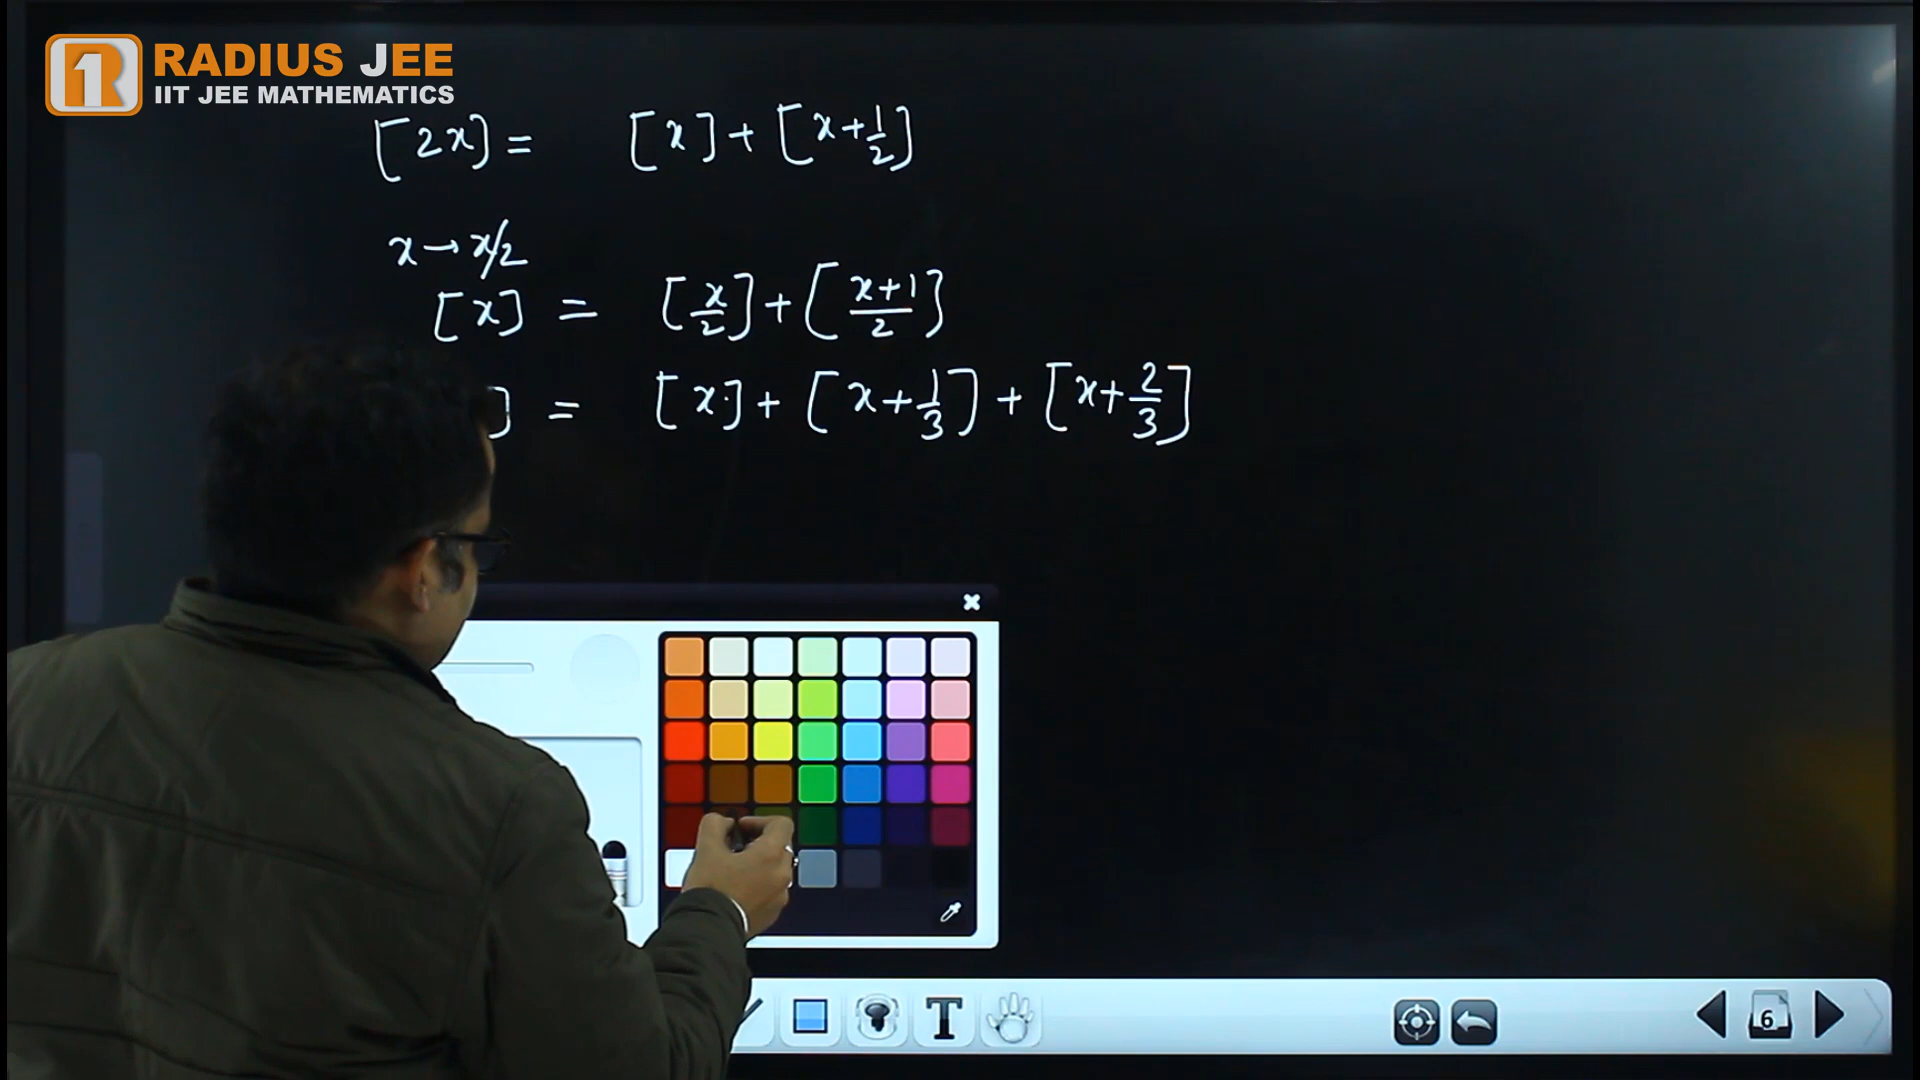 RADIUS JEE
IIT JEE MATHEMATICS
[2x] = [x] + [x+1/2]
x → x/2
[x] = [x/2] + [(x+1)/2]
] = [x] + [x+1/3] + [x+2/3]
T
6